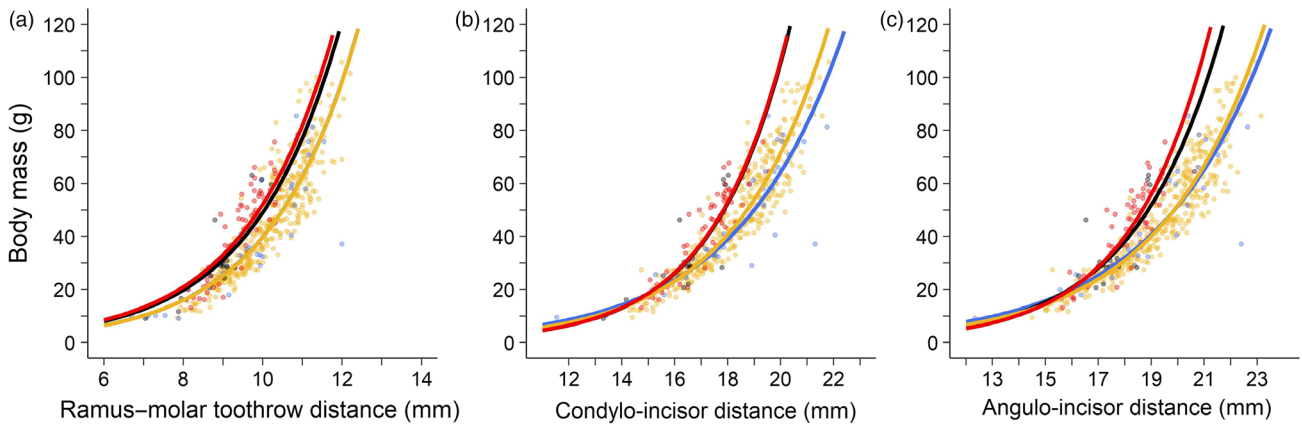 (a)
120
100
80
60
40
20
0
Body mass (g)
6 8 10 12 14
Ramus–molar toothrow distance (mm)
(b)
120
100
80
60
40
20
0
12 14 16 18 20 22
Condylo-incisor distance (mm)
(c)
120
100
80
60
40
20
0
13 15 17 19 21 23
Angulo-incisor distance (mm)